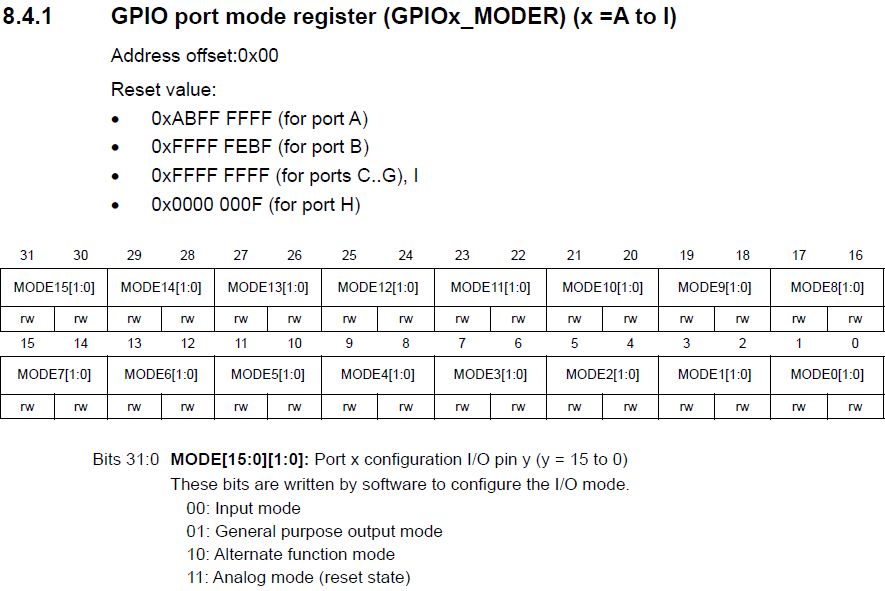 8.4.1 GPIO port mode register (GPIOx_MODER) (x =A to I)
Address offset:0x00
Reset value:
• 0xABFF FFFF (for port A)
• 0xFFFF FEBF (for port B)
• 0xFFFF FFFF (for ports C..G), I
• 0x0000 000F (for port H)
31 30 29 28 27 26 25 24 23 22 21 20 19 18 17 16
MODE15[1:0] MODE14[1:0] MODE13[1:0] MODE12[1:0] MODE11[1:0] MODE10[1:0] MODE9[1:0] MODE8[1:0]
rw rw rw rw rw rw rw rw rw rw rw rw rw rw rw rw
15 14 13 12 11 10 9 8 7 6 5 4 3 2 1 0
MODE7[1:0] MODE6[1:0] MODE5[1:0] MODE4[1:0] MODE3[1:0] MODE2[1:0] MODE1[1:0] MODE0[1:0]
rw rw rw rw rw rw rw rw rw rw rw rw rw rw rw rw
Bits 31:0 MODE[15:0][1:0]: Port x configuration I/O pin y (y = 15 to 0)
These bits are written by software to configure the I/O mode.
00: Input mode
01: General purpose output mode
10: Alternate function mode
11: Analog mode (reset state)